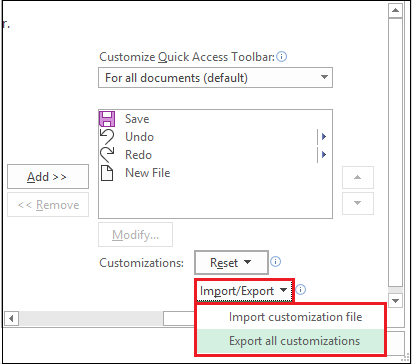 r.
Customize Quick Access Toolbar:
For all documents (default)
Save
Undo
Redo
New File
Add >>
<< Remove
Modify...
Customizations: Reset
Import/Export
Import customization file
Export all customizations